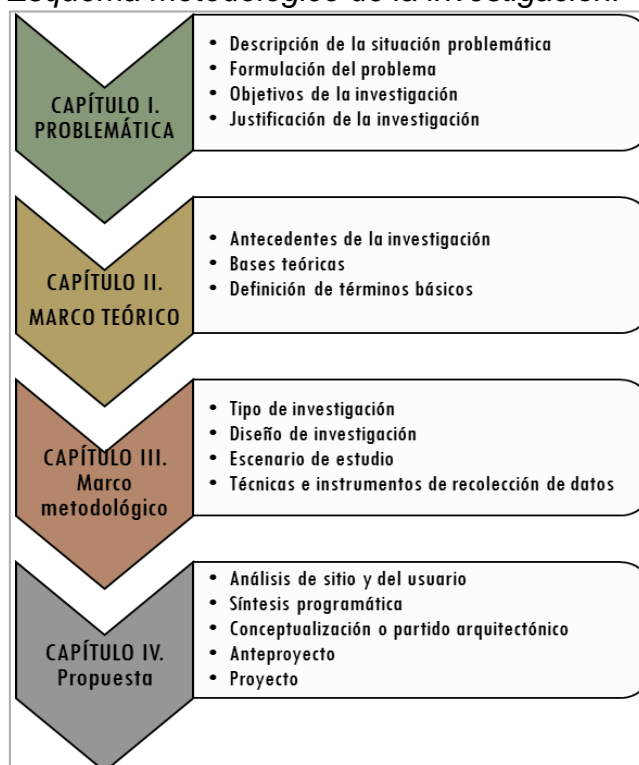 Esquema metodológico de la investigación.
CAPÍTULO I.
PROBLEMÁTICA
• Descripción de la situación problemática
• Formulación del problema
• Objetivos de la investigación
• Justificación de la investigación
CAPÍTULO II.
MARCO TEÓRICO
• Antecedentes de la investigación
• Bases teóricas
• Definición de términos básicos
CAPÍTULO III.
Marco
metodológico
• Tipo de investigación
• Diseño de investigación
• Escenario de estudio
• Técnicas e instrumentos de recolección de datos
CAPÍTULO IV.
Propuesta
• Análisis de sitio y del usuario
• Síntesis programática
• Conceptualización o partido arquitectónico
• Anteproyecto
• Proyecto